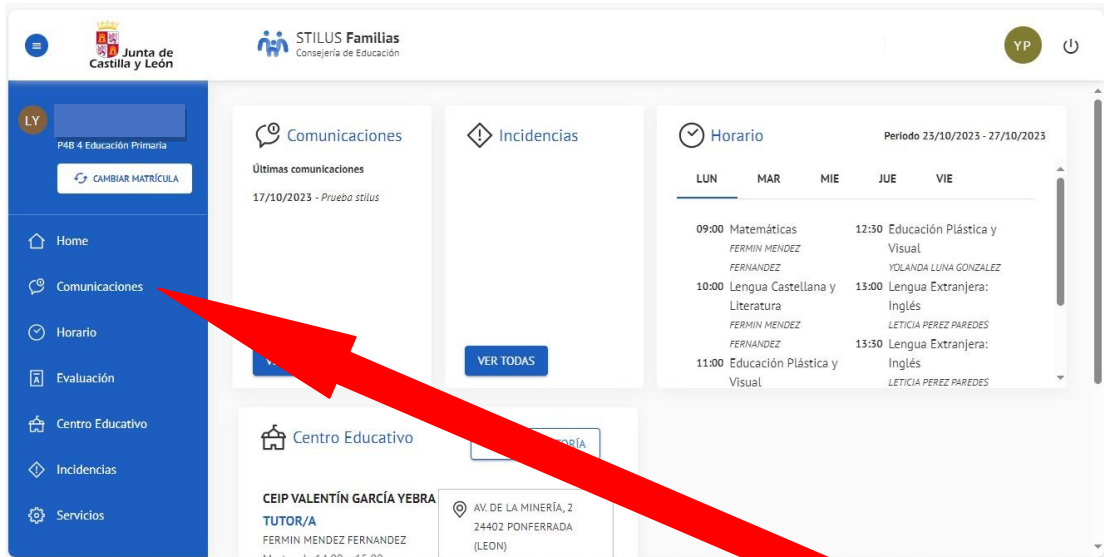 Junta de
Castilla y León
STILUS Familias
Consejería de Educación
YP
LY
P4B 4 Educación Primaria
CAMBIAR MATRÍCULA
Home
Comunicaciones
Horario
Evaluación
Centro Educativo
Incidencias
Servicios
Comunicaciones
Últimas comunicaciones
17/10/2023 - Prueba stilus
Incidencias
VER TODAS
Horario
Periodo 23/10/2023 - 27/10/2023
LUN MAR MIE JUE VIE
09:00 Matemáticas
FERMIN MENDEZ
FERNANDEZ
10:00 Lengua Castellana y
Literatura
FERMIN MENDEZ
FERNANDEZ
11:00 Educación Plástica y
Visual
12:30 Educación Plástica y
Visual
YOLANDA LUNA GONZALEZ
13:00 Lengua Extranjera:
Inglés
LETICIA PEREZ PAREDES
13:30 Lengua Extranjera:
Inglés
LETICIA PEREZ PAREDES
Centro Educativo
CEIP VALENTÍN GARCÍA YEBRA
TUTOR/A
FERMIN MENDEZ FERNANDEZ
AV. DE LA MINERÍA, 2
24402 PONFERRADA
(LEON)